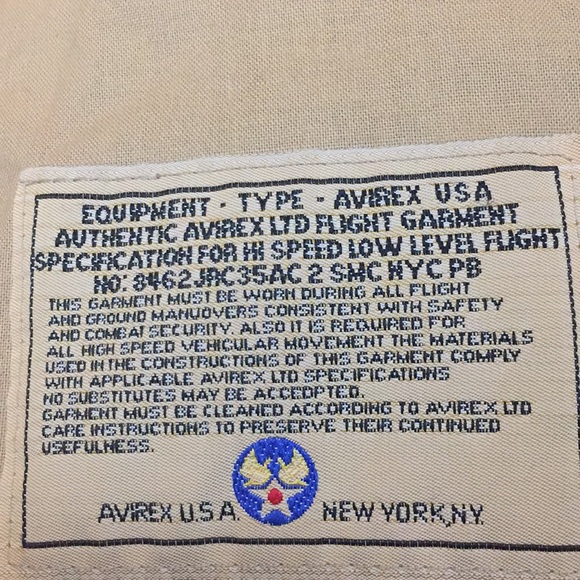 EQUIPMENT - TYPE - AVIREX USA
AUTHENTIC AVIREX LTD FLIGHT GARMENT
SPECIFICATION FOR HI SPEED LOW LEVEL FLIGHT
NO. 8462JAC35AC 2 SMC NYC PB
THIS GARMENT MUST BE WORN DURING ALL FLIGHT
AND GROUND MANUOVERS CONSISTENT WITH SAFETY
AND COMBAT SECURITY. ALSO IT IS REQUIRED FOR
ALL HIGH SPEED VEHICULAR MOVEMENT THE MATERIALS
USED IN THE CONSTRUCTIONS OF THIS GARMENT COMPLY
WITH APPLICABLE AVIREX LTD SPECIFICATIONS
NO SUBSTITUTES MAY BE ACCEDPTED.
GARMENT MUST BE CLEANED ACCORDING TO AVIREX LTD
CARE INSTRUCTIONS TO PRESERVE THEIR CONTINUED
USEFULNESS.
AVIREX U.S.A. NEW YORK, N.Y.